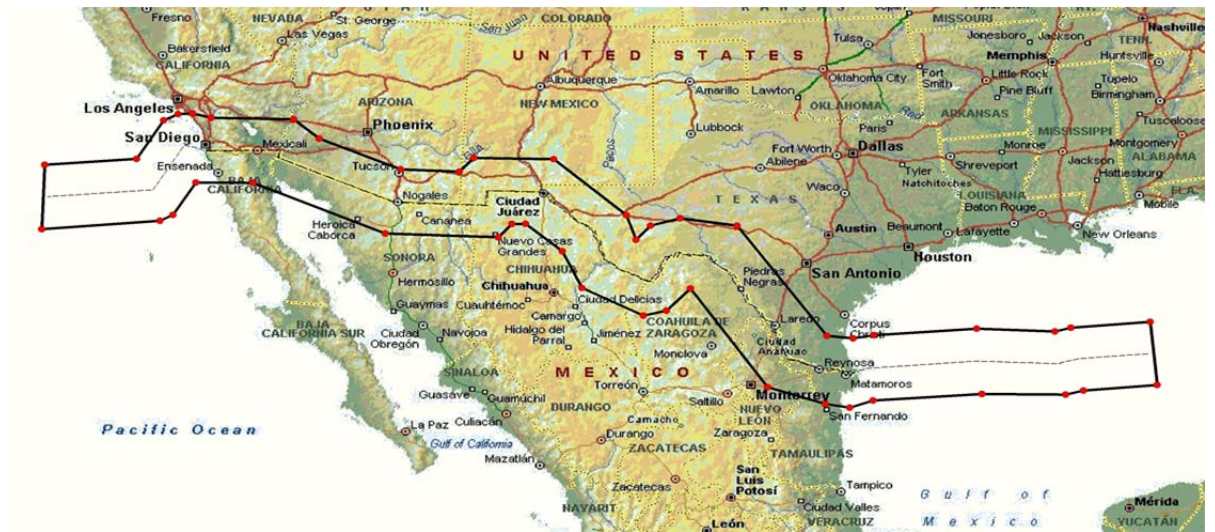 Fresno
NEVADA
St. George
San Juan
COLORADO
MISSOURI
Jonesboro
Jackson
Nashville
Las Vegas
Bakersfield
CALIFORNIA
UNITED STATES
Tulsa
Memphis
TENN.
Huntsville
Albuquerque
Amarillo
Oklahoma City
Fort Smith
Little Rock
Tupelo
Los Angeles
ARIZONA
NEW MEXICO
Lawton
OKLAHOMA
ARKANSAS
Pine Bluff
Birmingham
San Diego
Phoenix
Lubbock
Red
Paris
MISSISSIPPI
Tuscaloosa
Mexicali
Pecos
Fort Worth
Dallas
Monroe
Montgomery
Ensenada
Tucson
Abilene
Tyler
Shreveport
Jackson
ALABAMA
BAJA CALIFORNIA
Nogales
Natchitoches
Hattiesburg
Ciudad Juárez
TEXAS
Waco
LOUISIANA
FLA.
Mobile
Heroica Caborca
Cananea
Baton Rouge
Nuevo Casas Grandes
Austin
Beaumont
Lafayette
New Orleans
SONORA
Houston
Hermosillo
CHIHUAHUA
Piedras Negras
San Antonio
Chihuahua
Guaymas
Cuauhtémoc
Ciudad Delicias
Camargo
BAJA CALIFORNIA SUR
Ciudad Obregón
Navojoa
Hidalgo del Parral
Jiménez
COAHUILA DE ZARAGOZA
Laredo
Corpus Christi
Monclova
Ciudad Anáhuac
SINALOA
MEXICO
Reynosa
Matamoros
Guasave
Guamúchil
Torreón
Saltillo
Monterrey
DURANGO
NUEVO LEÓN
San Fernando
Pacific Ocean
La Paz
Culiacán
Camacho
Gulf of California
Durango
ZACATECAS
Zaragoza
TAMAULIPAS
Mazatlán
San Luis Potosí
Zacatecas
Tampico
Gulf of Mexico
Mérida
NAYARIT
Ciudad Valles
León
VERACRUZ
YUCATÁN